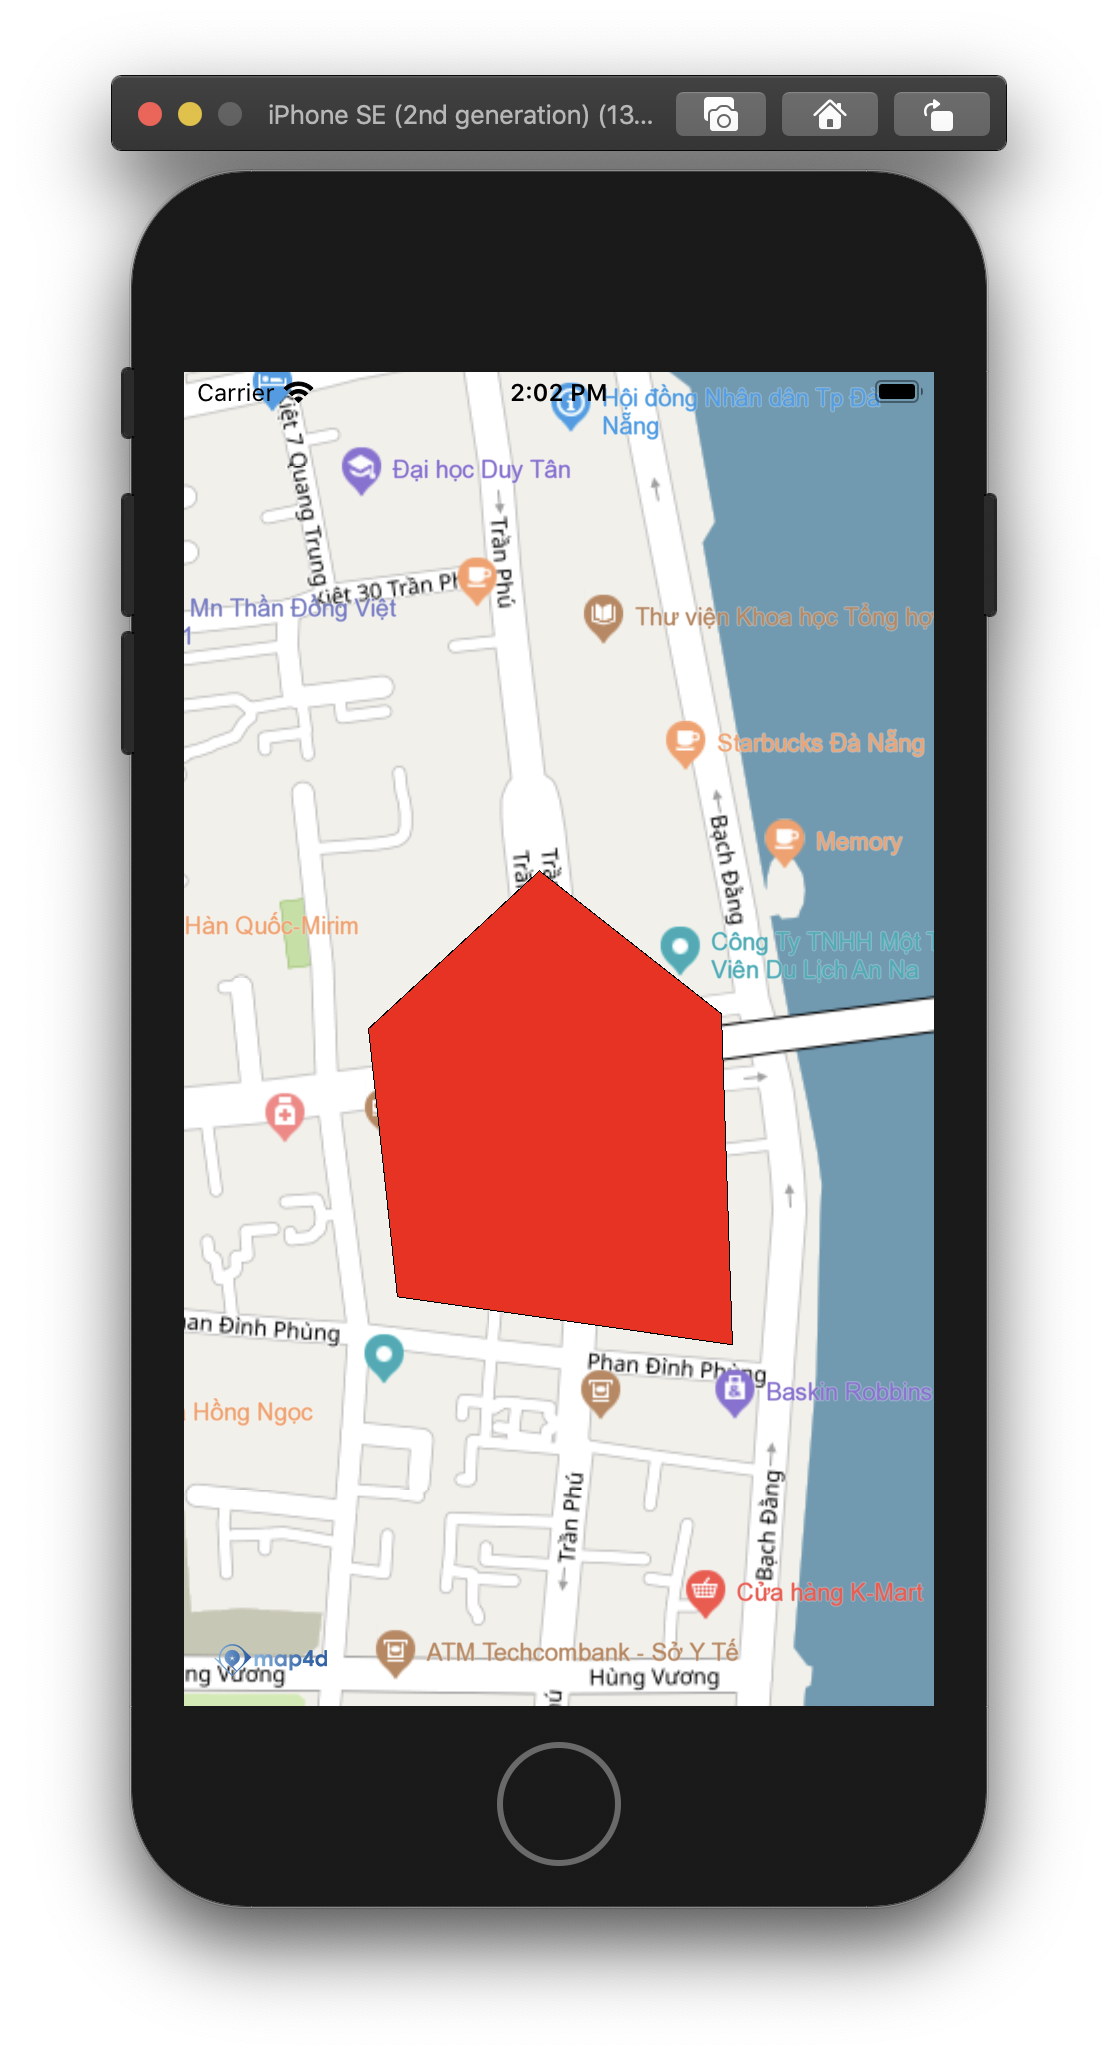 iPhone SE (2nd generation) (13...
Carrier
2:02 PM
Hội đồng Nhân dân Tp Đà
Nẵng
Kiệt 7 Quang Trung
Đại học Duy Tân
Trần Phú
Kiệt 30 Trần Ph
Mn Thần Đồng Việt
1
Thư viện Khoa học Tổng hợ
Starbucks Đà Nẵng
Bạch Đằng
Memory
Trầ
Trầ
Hàn Quốc-Mirim
Công Ty TNHH Một T
Viên Du Lịch An Na
an Đình Phùng
Phan Đình Phùng
Baskin Robbins
Hồng Ngọc
Trần Phú
Bạch Đằng
Cửa hàng K-Mart
ATM Techcombank - Sở Y Tế
map4d
ng Vương
Hùng Vương